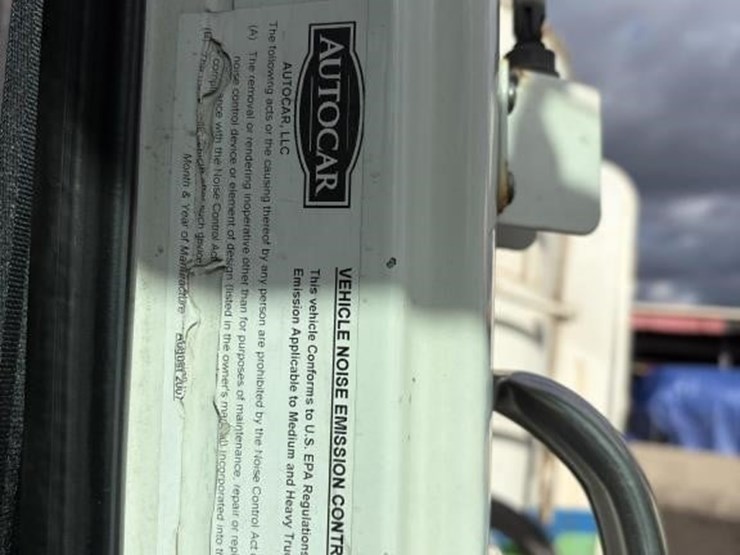 AUTOCAR
AUTOCAR, LLC
VEHICLE NOISE EMISSION CONTR
This vehicle Conforms to U.S. EPA Regulations
Emission Applicable to Medium and Heavy Tru
The following acts or the causing thereof by any person are prohibited by the Noise Control Act
(A) The removal or rendering inoperative other than for purposes of maintenance, repair or repl
noise control device or element of design (listed in the owner's manual) incorporated into t
with the Noise Control Act
such device
Month & Year of Manufacture August 2007